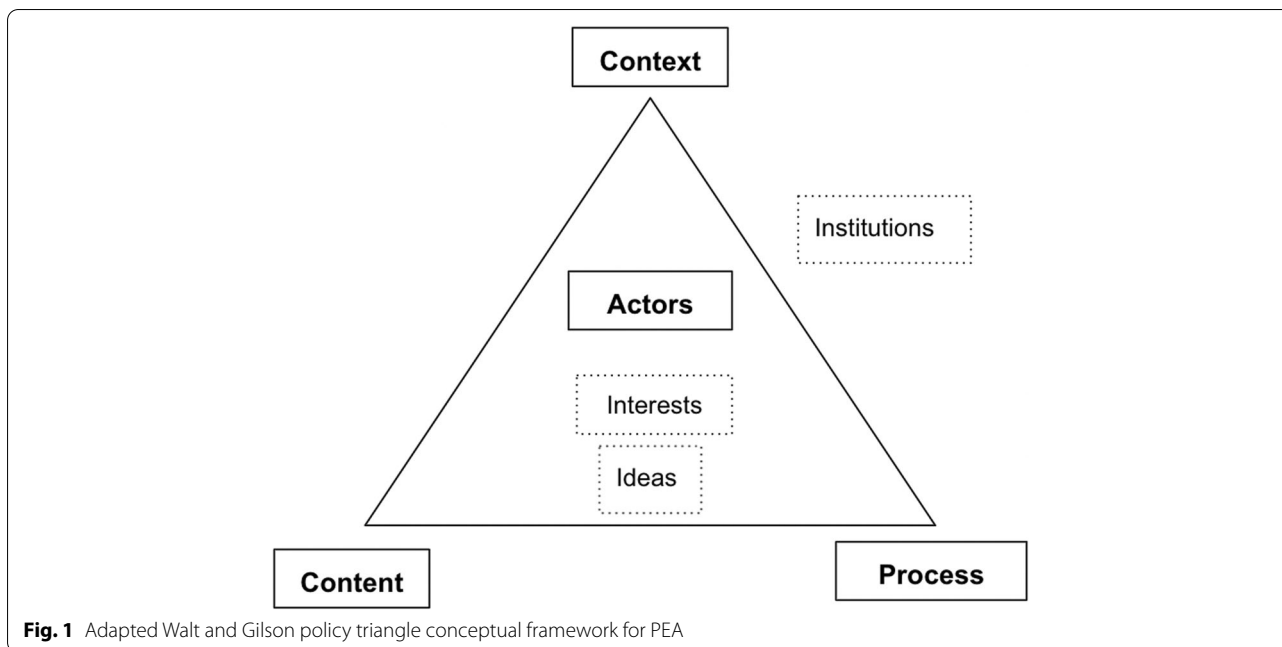 Context
Institutions
Actors
Interests
Ideas
Content
Process
Fig. 1 Adapted Walt and Gilson policy triangle conceptual framework for PEA